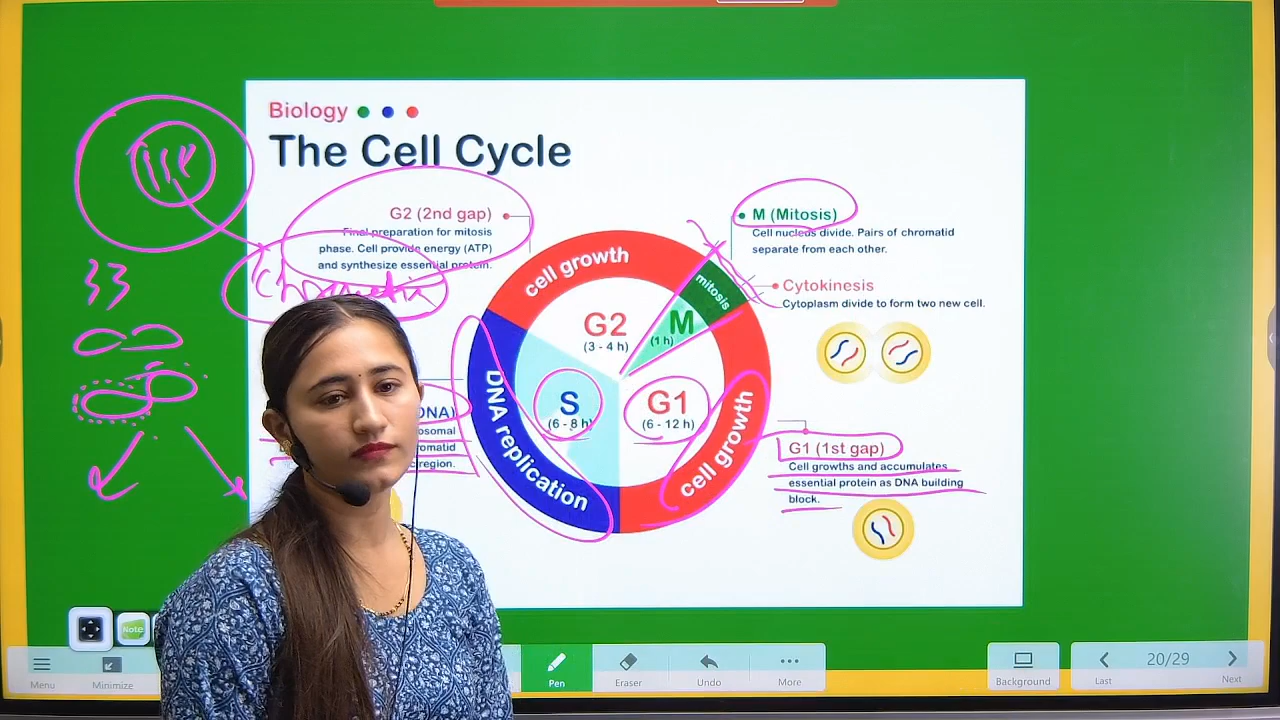 Biology
The Cell Cycle
G2 (2nd gap)
Final preparation for mitosis
phase. Cell provide energy (ATP)
and synthesize essential protein.
M (Mitosis)
Cell nucleus divide. Pairs of chromatid
separate from each other.
Cytokinesis
Cytoplasm divide to form two new cell.
cell growth
mitosis
G2
(3 - 4 h)
M
(1 h)
S
(6 - 8 h)
G1
(6 - 12 h)
DNA replication
cell growth
DNA)
region.
G1 (1st gap)
Cell growths and accumulates
essential protein as DNA building
block.
Note
Menu
Minimize
Pen
Eraser
Undo
More
Background
Last
20/29
Next